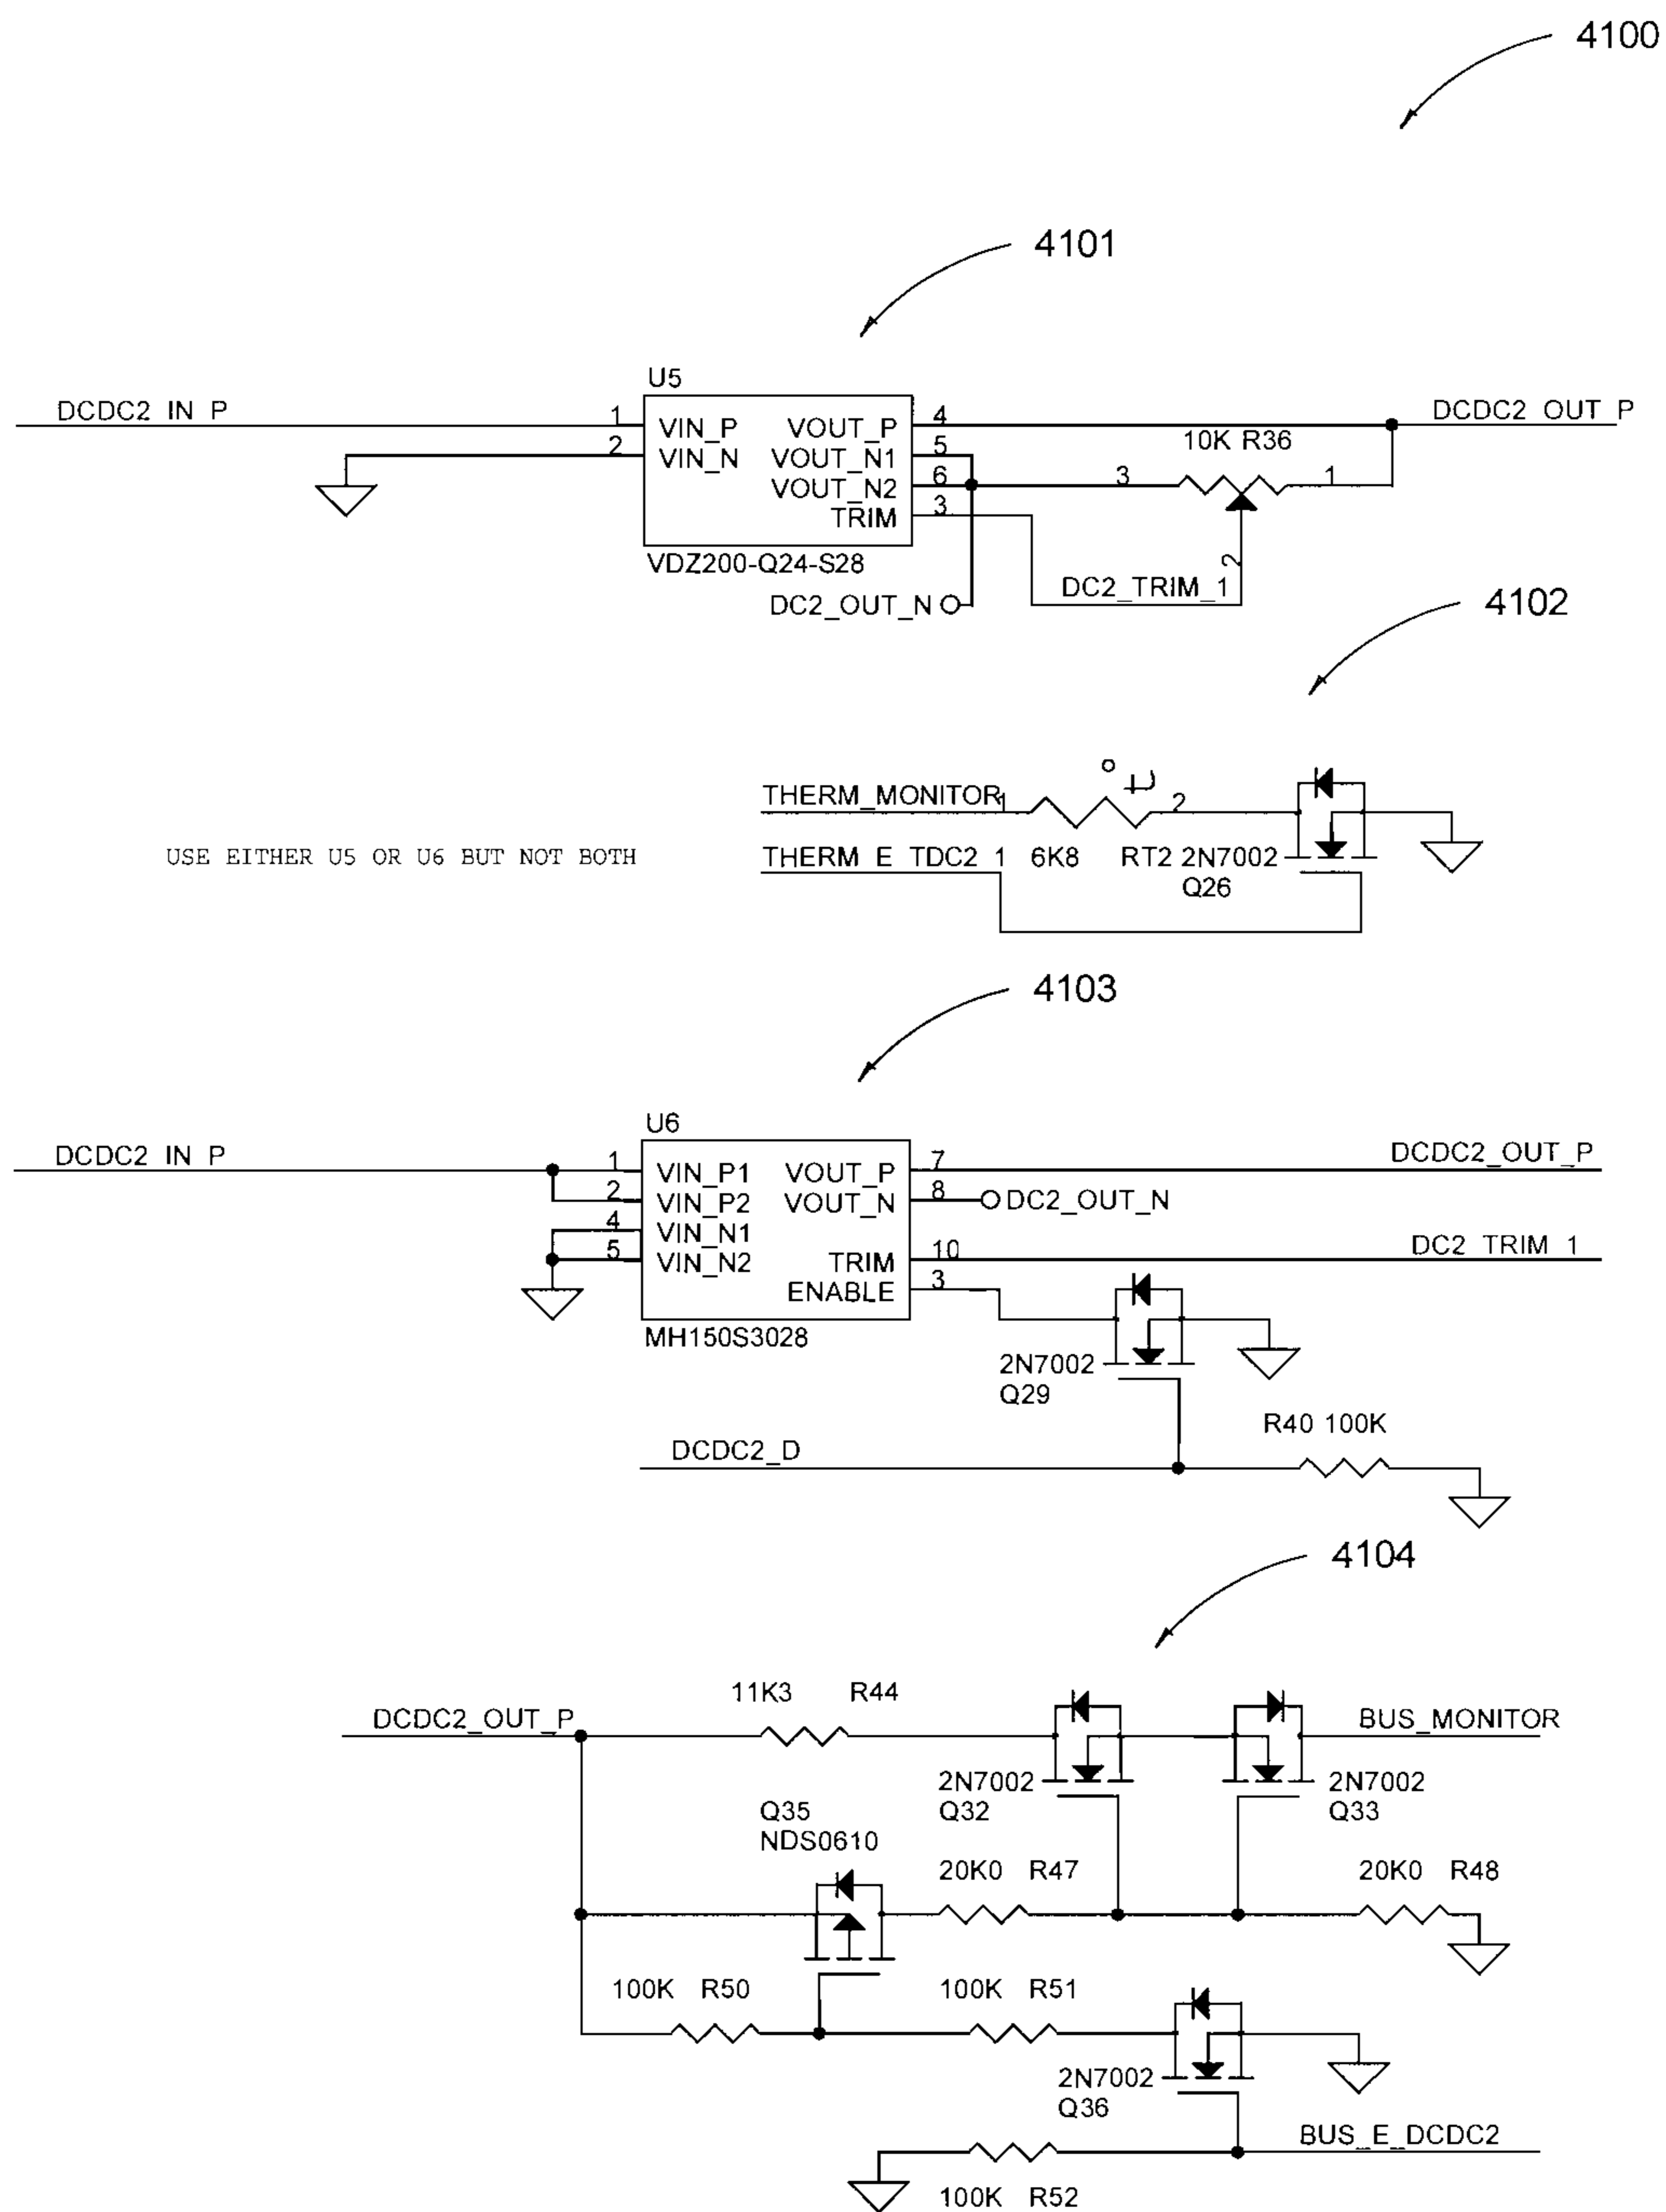 4100
4101
U5
DCDC2_IN_P
1 VIN_P VOUT_P 4
DCDC2_OUT_P
2 VIN_N VOUT_N1 5
10K R36
VOUT_N2 6
3 1
TRIM 3
VDZ200-Q24-S28
2
DC2_TRIM_1
DC2_OUT_N
4102
°t
THERM_MONITOR 1 2
USE EITHER U5 OR U6 BUT NOT BOTH
THERM_E_TDC2_1 6K8 RT2 2N7002
Q26
4103
U6
DCDC2_IN_P
1 VIN_P1 VOUT_P 7
DCDC2_OUT_P
2 VIN_P2 VOUT_N 8 DC2_OUT_N
4 VIN_N1
5 VIN_N2 TRIM 10
DC2_TRIM_1
ENABLE 3
MH150S3028
2N7002
Q29
R40 100K
DCDC2_D
4104
11K3 R44
DCDC2_OUT_P
BUS_MONITOR
2N7002
Q32
2N7002
Q33
Q35
NDS0610
20K0 R47
20K0 R48
100K R50
100K R51
2N7002
Q36
BUS_E_DCDC2
100K R52